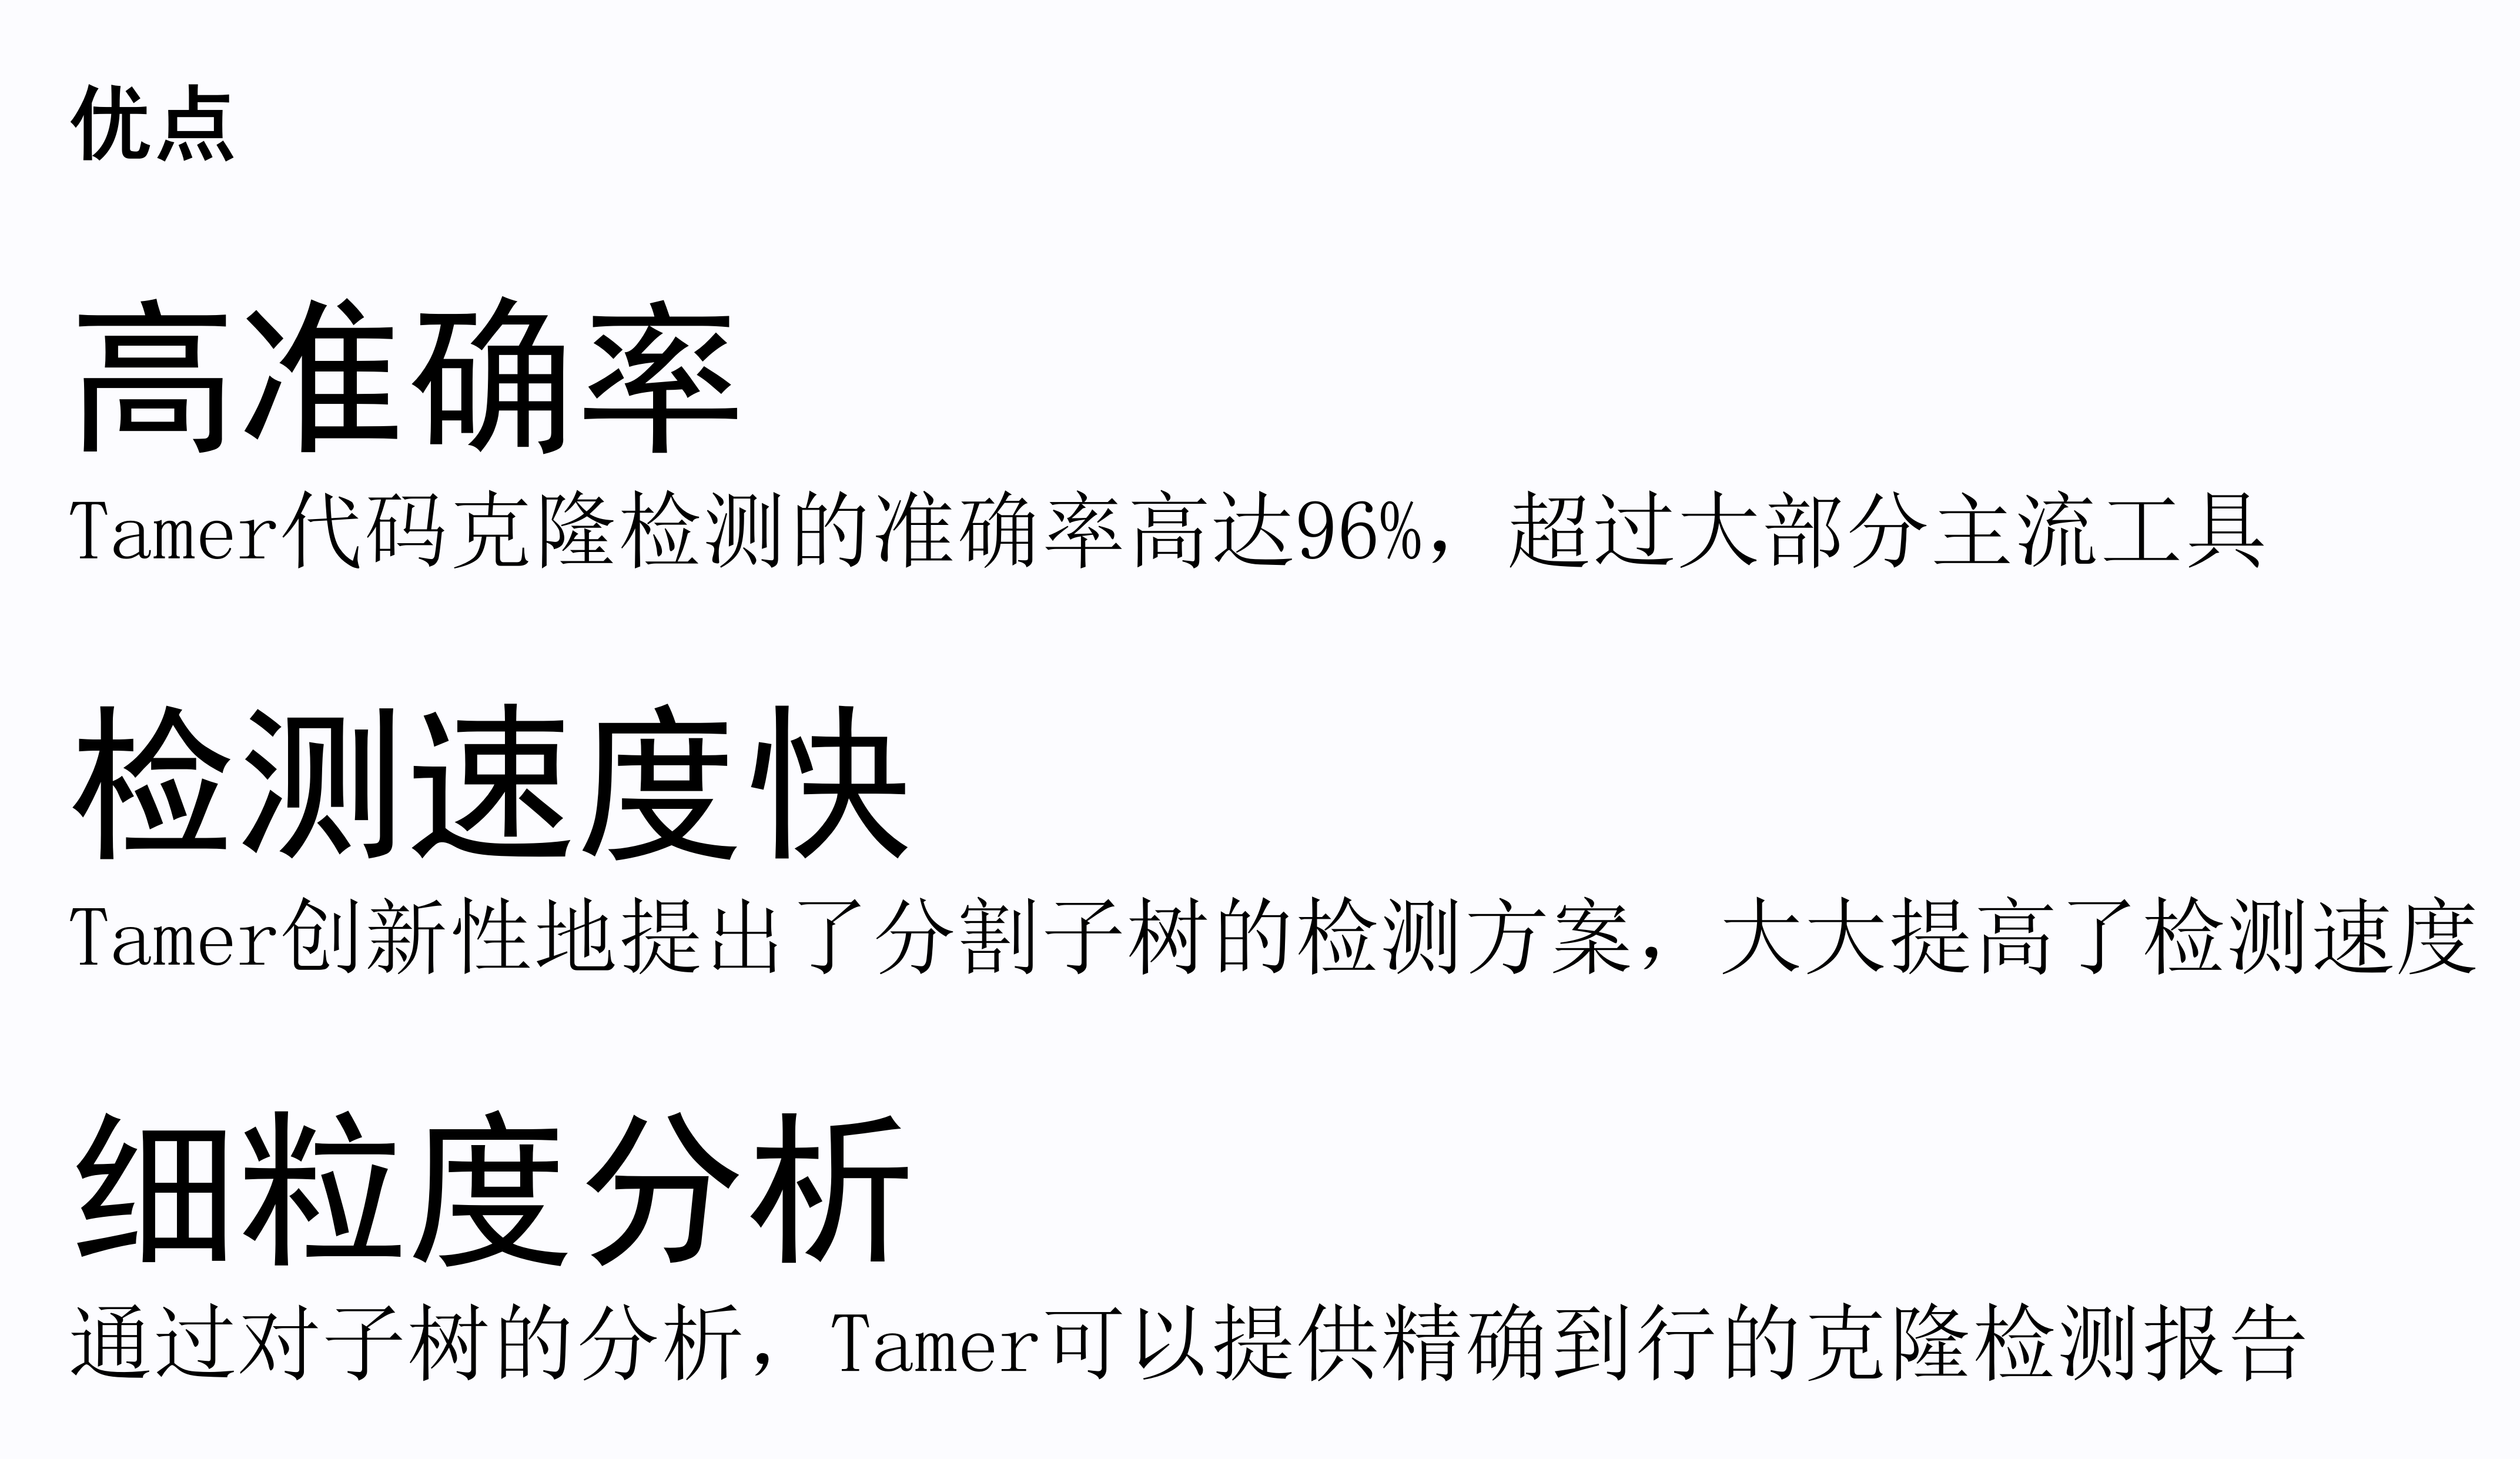 优点
高准确率
Tamer代码克隆检测的准确率高达96%，超过大部分主流工具
检测速度快
Tamer创新性地提出了分割子树的检测方案，大大提高了检测速度
细粒度分析
通过对子树的分析，Tamer可以提供精确到行的克隆检测报告